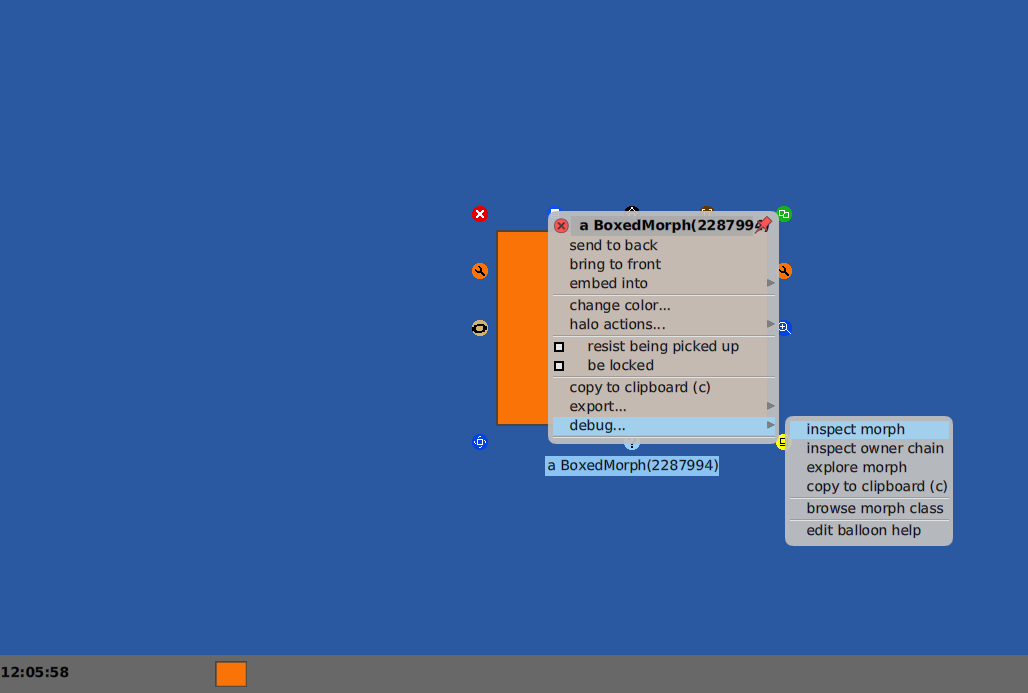 a BoxedMorph(2287994)
send to back
bring to front
embed into
change color...
halo actions...
resist being picked up
be locked
copy to clipboard (c)
export...
debug...
inspect morph
inspect owner chain
explore morph
copy to clipboard (c)
browse morph class
edit balloon help
a BoxedMorph(2287994)
12:05:58